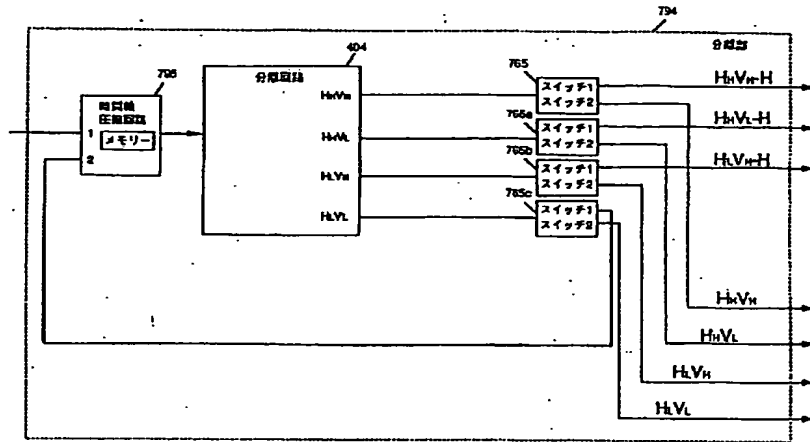 794
分離部
795
404
時間軸
圧縮回路
メモリー
1
2
分離回路
HHVH
HHVL
HLVH
HLVL
765
スイッチ1
スイッチ2
765a
スイッチ1
スイッチ2
765b
スイッチ1
スイッチ2
765c
スイッチ1
スイッチ2
HHVH-H
HHVL-H
HLVH-H
HHVH
HHVL
HLVH
HLVL